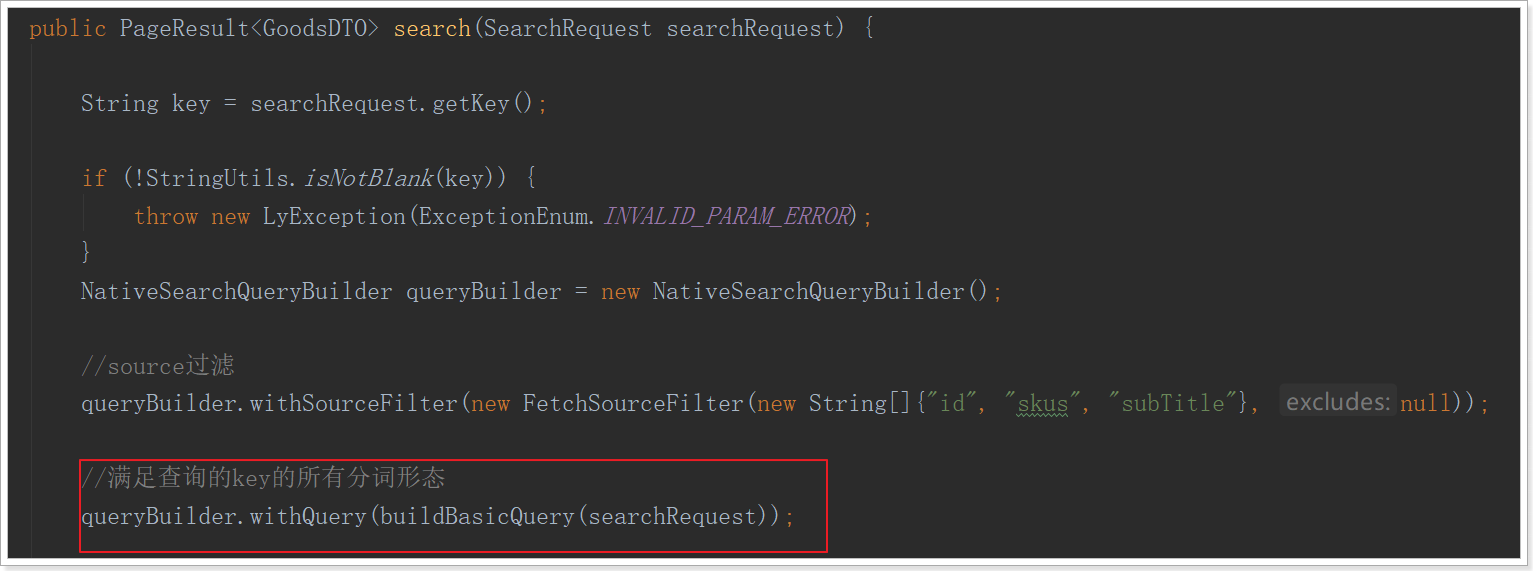 public PageResult<GoodsDTO> search(SearchRequest searchRequest) {
String key = searchRequest.getKey();
if (!StringUtils.isNotBlank(key)) {
throw new LyException(ExceptionEnum.INVALID_PARAM_ERROR);
}
NativeSearchQueryBuilder queryBuilder = new NativeSearchQueryBuilder();
//source过滤
queryBuilder.withSourceFilter(new FetchSourceFilter(new String[]{"id", "skus", "subTitle"}, excludes: null));
//满足查询的key的所有分词形态
queryBuilder.withQuery(buildBasicQuery(searchRequest));